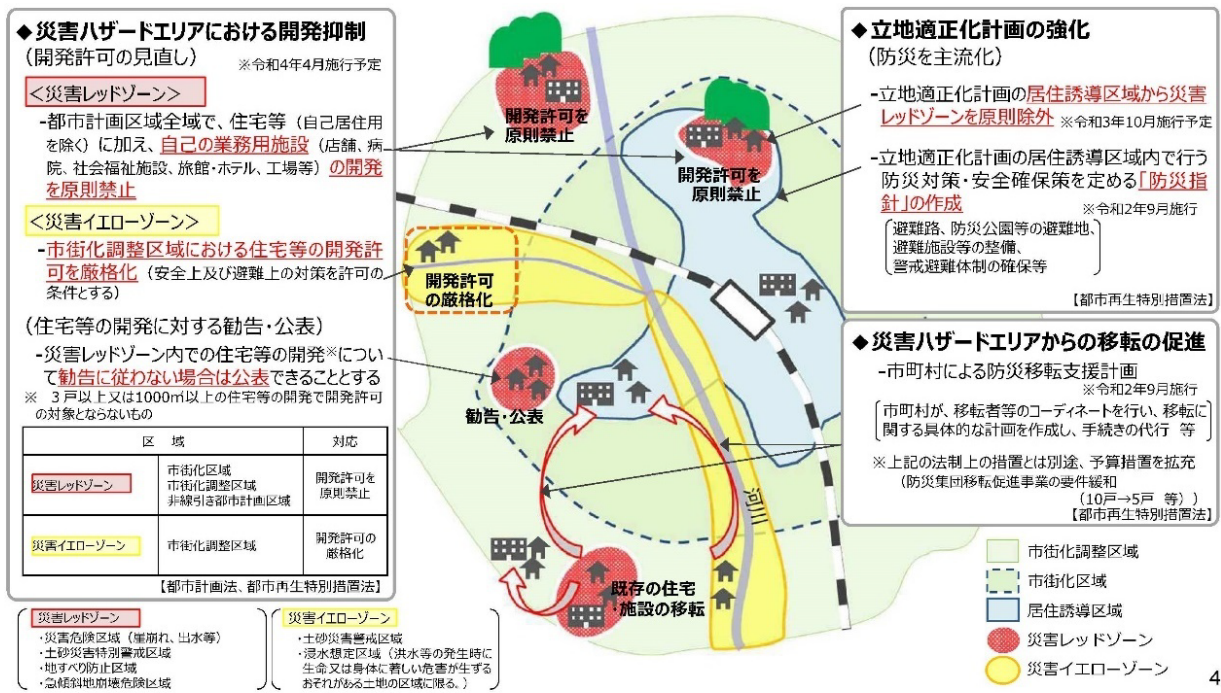 ◆災害ハザードエリアにおける開発抑制
（開発許可の見直し）
※令和4年4月施行予定
＜災害レッドゾーン＞
-都市計画区域全域で、住宅等（自己居住用
を除く）に加え、自己の業務用施設（店舗、病
院、社会福祉施設、旅館・ホテル、工場等）の開発
を原則禁止
＜災害イエローゾーン＞
-市街化調整区域における住宅等の開発許
可を厳格化（安全上及び避難上の対策を許可の
条件とする）
（住宅等の開発に対する勧告・公表）
-災害レッドゾーン内での住宅等の開発※につい
て勧告に従わない場合は公表できることとする
※ 3戸以上又は1000㎡以上の住宅等の開発で開発許可
の対象とならないもの
区 域
対応
災害レッドゾーン
市街化区域
市街化調整区域
非線引き都市計画区域
開発許可を
原則禁止
災害イエローゾーン
市街化調整区域
開発許可の
厳格化
【都市計画法、都市再生特別措置法】
災害レッドゾーン
・災害危険区域（崖崩れ、出水等）
・土砂災害特別警戒区域
・地すべり防止区域
・急傾斜地崩壊危険区域
災害イエローゾーン
・土砂災害警戒区域
・浸水想定区域（洪水等の発生時に
生命又は身体に著しい危害が生ずる
おそれがある土地の区域に限る。）
開発許可を
原則禁止
開発許可を
原則禁止
開発許可
の厳格化
勧告・公表
河川
既存の住宅
・施設の移転
◆立地適正化計画の強化
（防災を主流化）
-立地適正化計画の居住誘導区域から災害
レッドゾーンを原則除外 ※令和3年10月施行予定
-立地適正化計画の居住誘導区域内で行う
防災対策・安全確保策を定める「防災指
針」の作成
※令和2年9月施行
避難路、防災公園等の避難地、
避難施設等の整備、
警戒避難体制の確保等
【都市再生特別措置法】
◆災害ハザードエリアからの移転の促進
-市町村による防災移転支援計画
※令和2年9月施行
市町村が、移転者等のコーディネートを行い、移転に
関する具体的な計画を作成し、手続きの代行 等
※上記の法制上の措置とは別途、予算措置を拡充
（防災集団移転促進事業の要件緩和
（10戸→5戸 等））
【都市再生特別措置法】
市街化調整区域
市街化区域
居住誘導区域
災害レッドゾーン
災害イエローゾーン
4